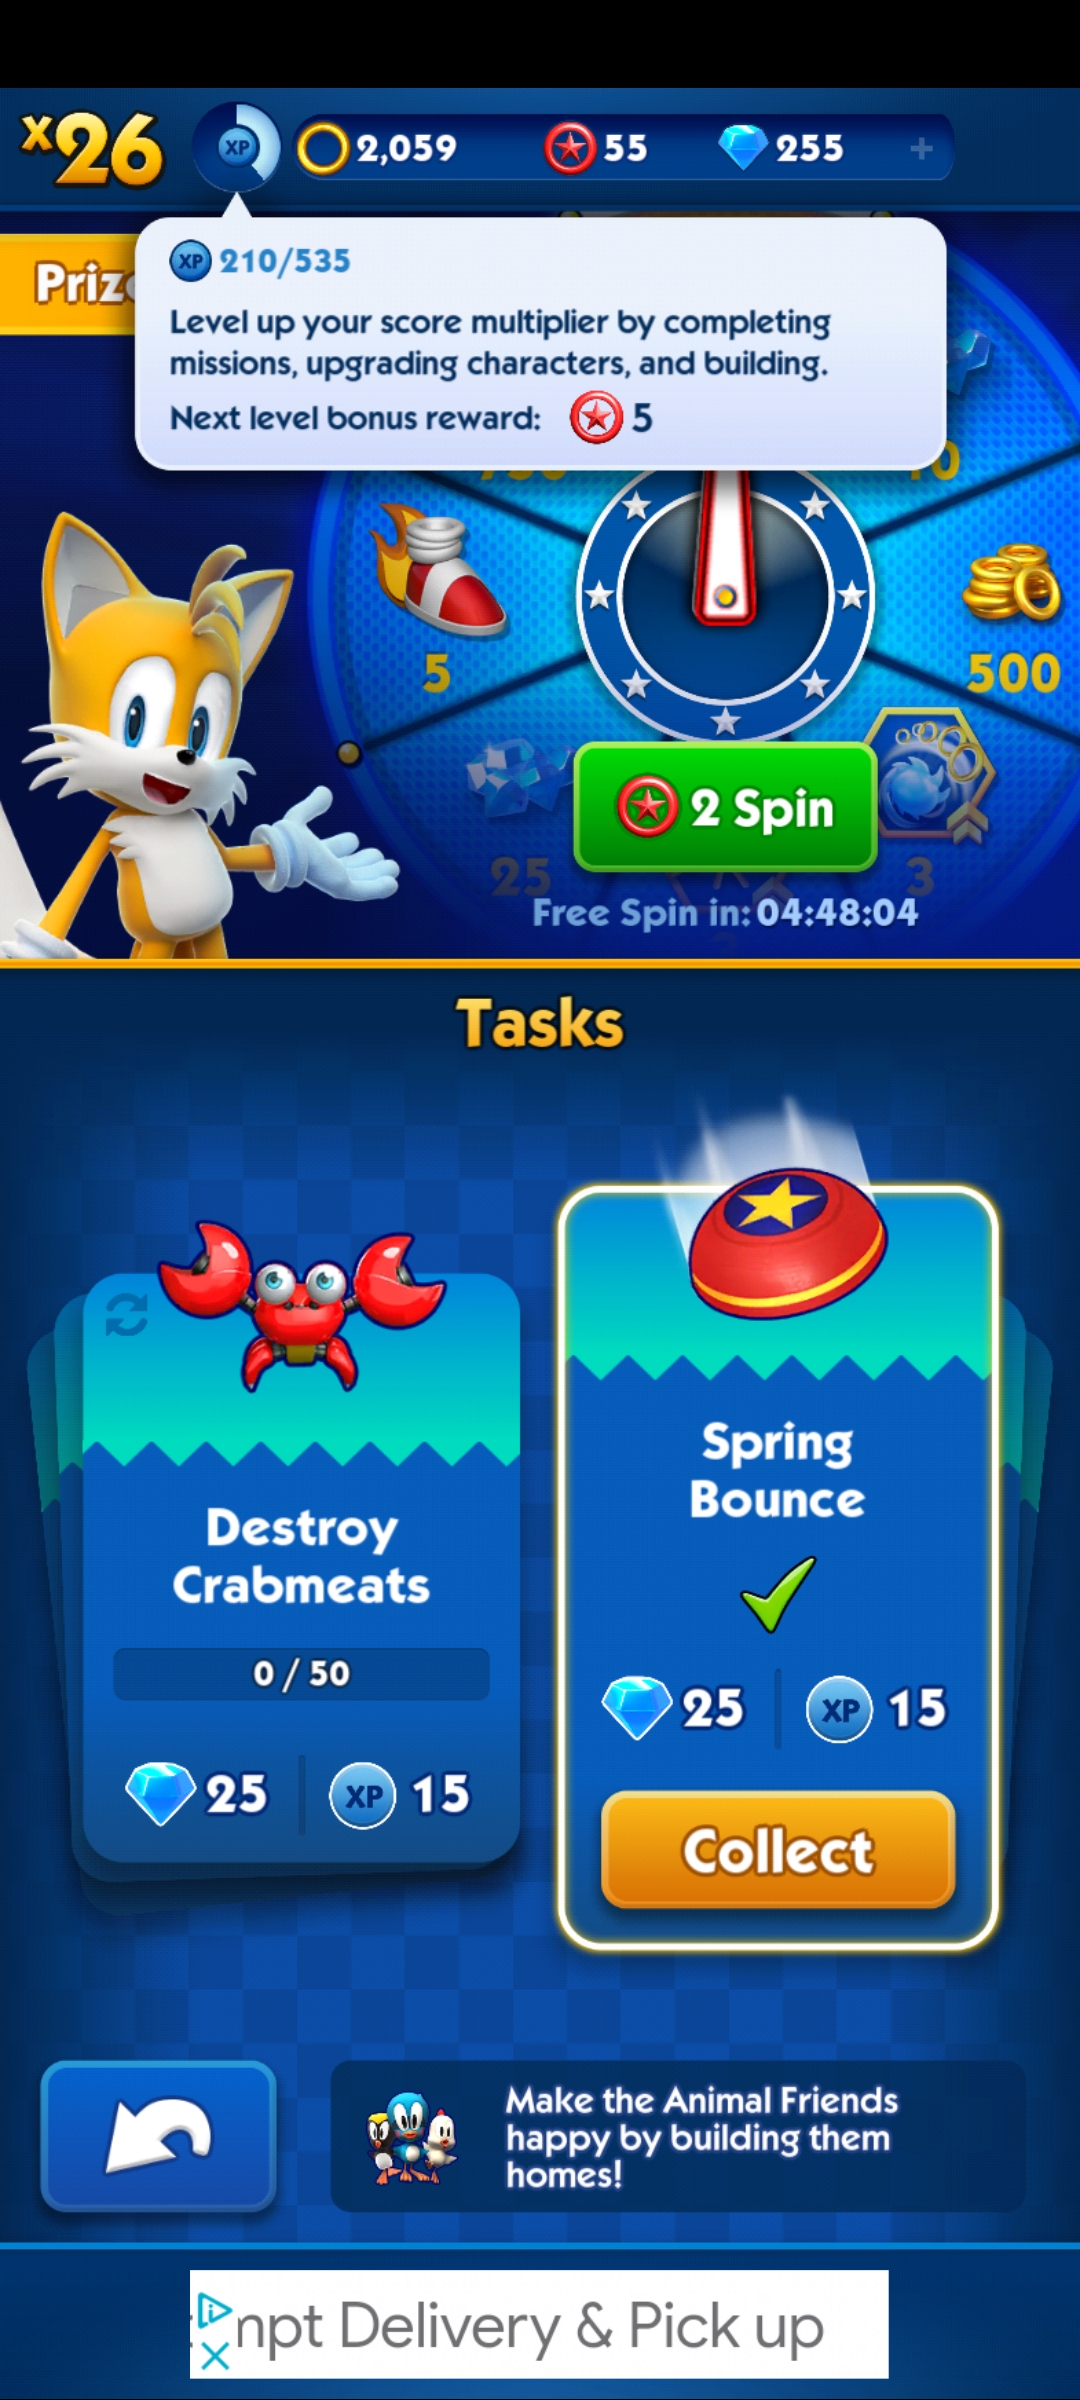 x26
XP
2,059
55
255
+
XP 210/535
Level up your score multiplier by completing
missions, upgrading characters, and building.
Next level bonus reward: 5
10
5
500
2 Spin
25
3
Free Spin in: 04:48:04
Tasks
Destroy
Crabmeats
0 / 50
25
XP 15
Spring
Bounce
25
XP 15
Collect
Make the Animal Friends
happy by building them
homes!
Delivery & Pick up